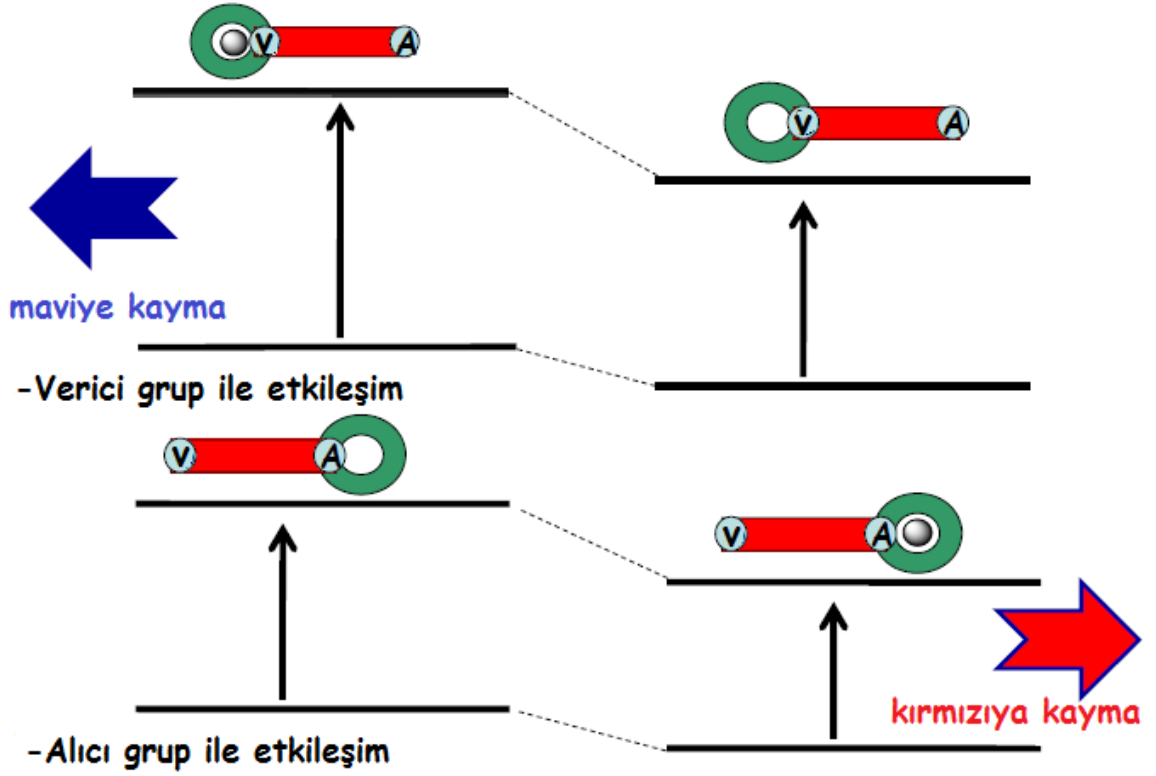 V A
V A
maviye kayma
-Verici grup ile etkileşim
V A
V A
kırmızıya kayma
-Alıcı grup ile etkileşim